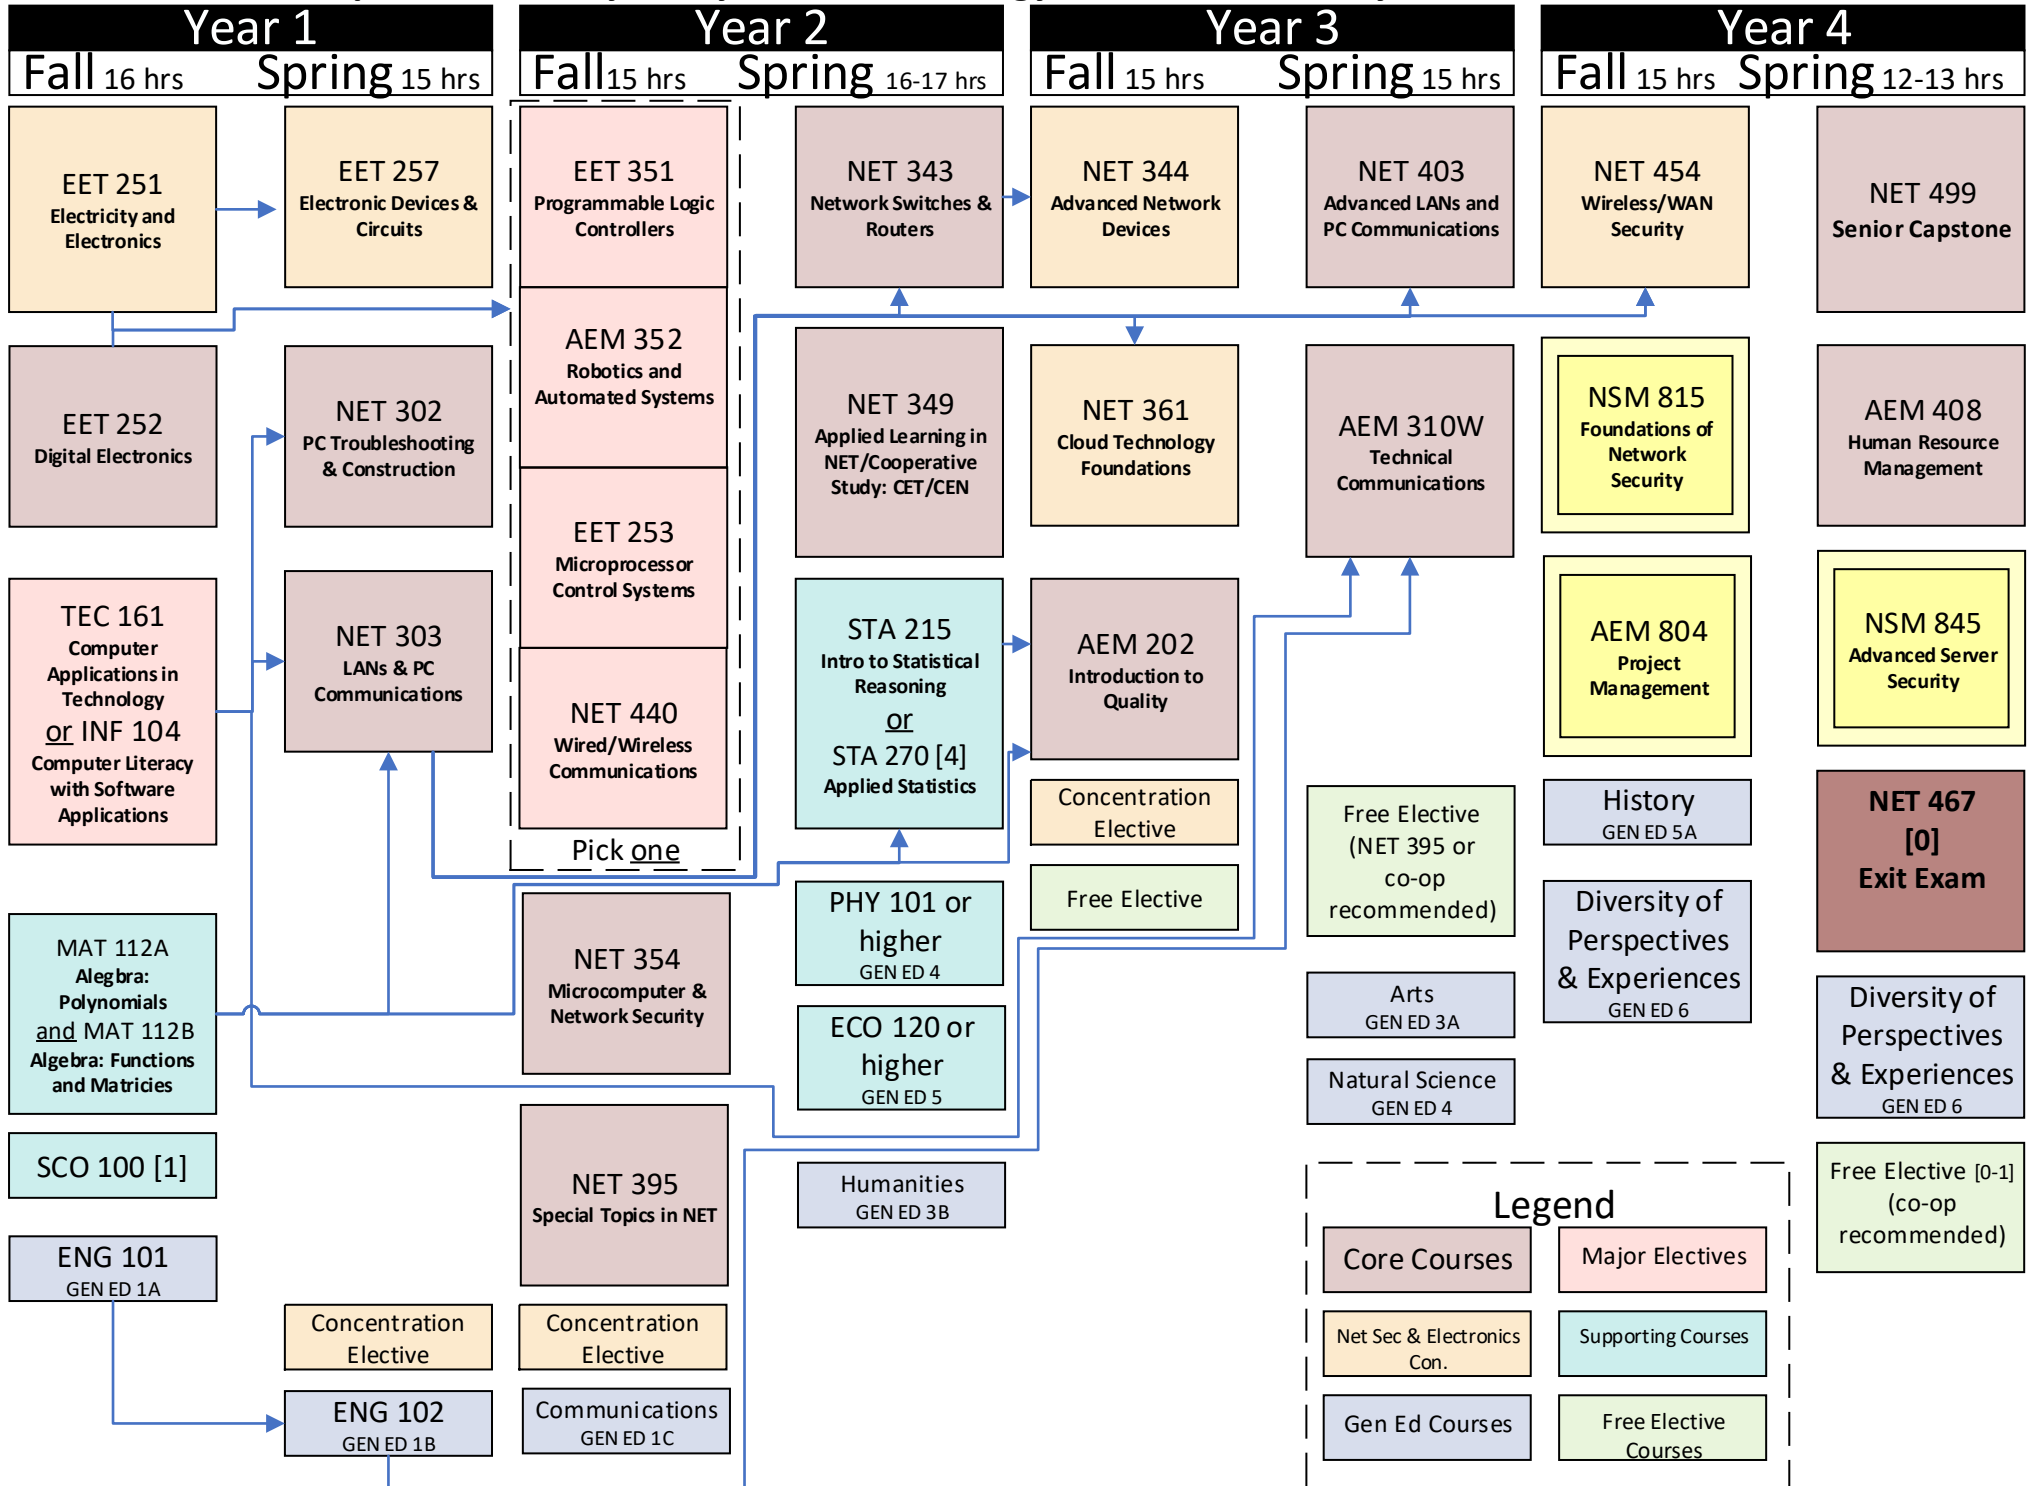 Year 1
Year 2
Year 3
Year 4
Fall 16 hrs
Spring 15 hrs
Fall 15 hrs
Spring 16-17 hrs
Fall 15 hrs
Spring 15 hrs
Fall 15 hrs
Spring 12-13 hrs
EET 251
Electricity and
Electronics
EET 252
Digital Electronics
TEC 161
Computer
Applications in
Technology
or INF 104
Computer Literacy
with Software
Applications
MAT 112A
Alegbra:
Polynomials
and MAT 112B
Algebra: Functions
and Matricies
SCO 100 [1]
ENG 101
GEN ED 1A
EET 257
Electronic Devices &
Circuits
NET 302
PC Troubleshooting
& Construction
NET 303
LANs & PC
Communications
Concentration
Elective
ENG 102
GEN ED 1B
EET 351
Programmable Logic
Controllers
AEM 352
Robotics and
Automated Systems
EET 253
Microprocessor
Control Systems
NET 440
Wired/Wireless
Communications
Pick one
NET 354
Microcomputer &
Network Security
NET 395
Special Topics in NET
Concentration
Elective
Communications
GEN ED 1C
NET 343
Network Switches &
Routers
NET 349
Applied Learning in
NET/Cooperative
Study: CET/CEN
STA 215
Intro to Statistical
Reasoning
or
STA 270 [4]
Applied Statistics
PHY 101 or
higher
GEN ED 4
ECO 120 or
higher
GEN ED 5
Humanities
GEN ED 3B
NET 344
Advanced Network
Devices
NET 361
Cloud Technology
Foundations
AEM 202
Introduction to
Quality
Concentration
Elective
Free Elective
NET 403
Advanced LANs and
PC Communications
AEM 310W
Technical
Communications
Free Elective
(NET 395 or
co-op
recommended)
Arts
GEN ED 3A
Natural Science
GEN ED 4
NET 454
Wireless/WAN
Security
NSM 815
Foundations of
Network
Security
AEM 804
Project
Management
History
GEN ED 5A
Diversity of
Perspectives
& Experiences
GEN ED 6
NET 499
Senior Capstone
AEM 408
Human Resource
Management
NSM 845
Advanced Server
Security
NET 467
[0]
Exit Exam
Diversity of
Perspectives
& Experiences
GEN ED 6
Free Elective [0-1]
(co-op
recommended)
Legend
Core Courses
Major Electives
Net Sec & Electronics
Con.
Supporting Courses
Gen Ed Courses
Free Elective
Courses